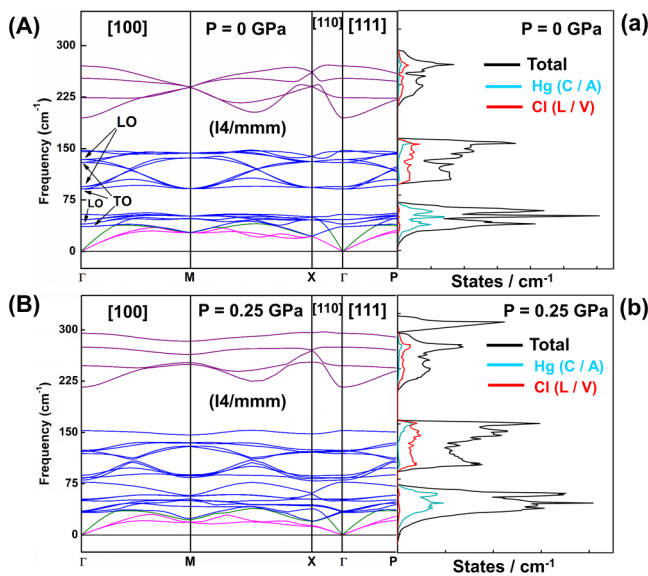 (A)
[100]
P = 0 GPa
[110]
[111]
P = 0 GPa
(a)
300
225
150
75
0
Frequency (cm-1)
LO
LO
TO
(I4/mmm)
Total
Hg (C / A)
Cl (L / V)
Γ
M
X
Γ
P
States / cm-1
(B)
[100]
P = 0.25 GPa
[110]
[111]
P = 0.25 GPa
(b)
300
225
150
75
0
Frequency (cm-1)
(I4/mmm)
Total
Hg (C / A)
Cl (L / V)
Γ
M
X
Γ
P
States / cm-1